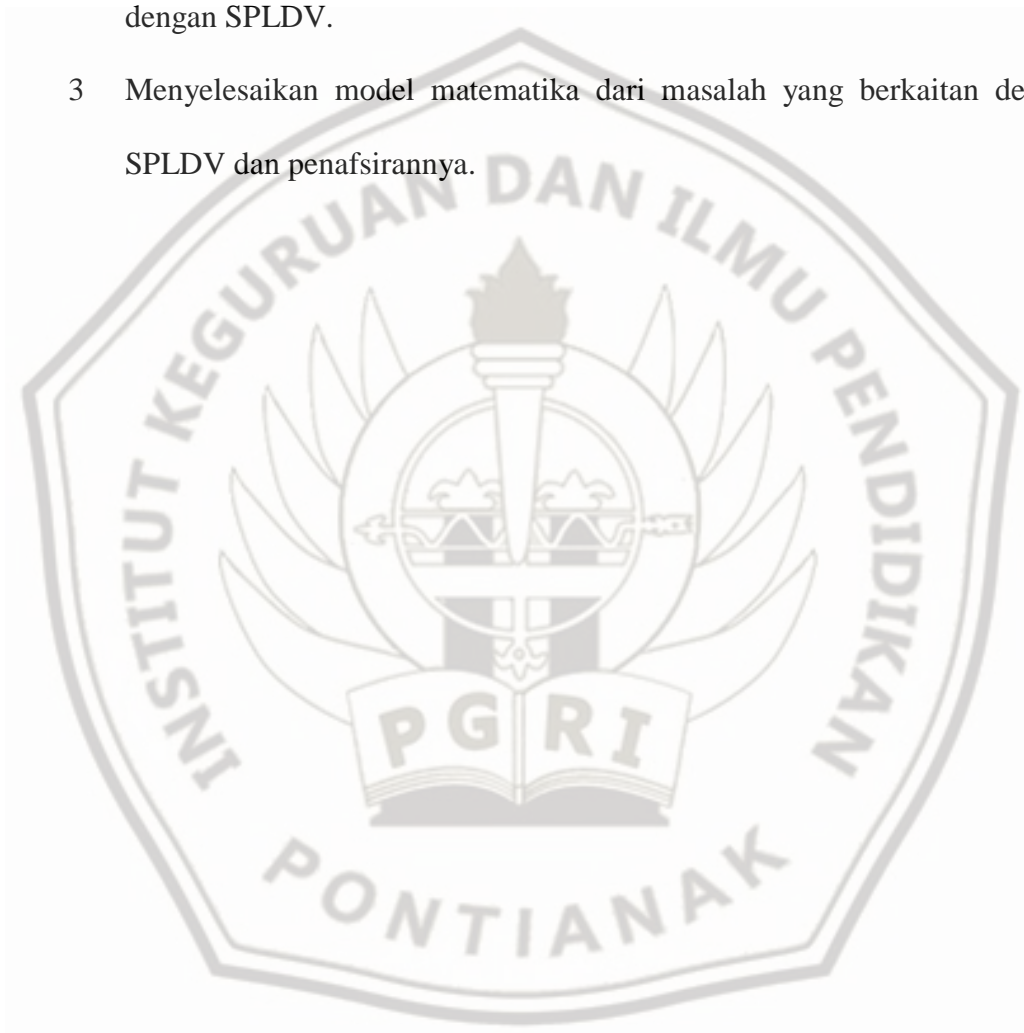 dengan SPLDV.
3 Menyelesaikan model matematika dari masalah yang berkaitan de
SPLDV dan penafsirannya.
INSTITUT KEGURUAN DAN ILMU PENDIDIKAN
PGRI
PONTIANAK